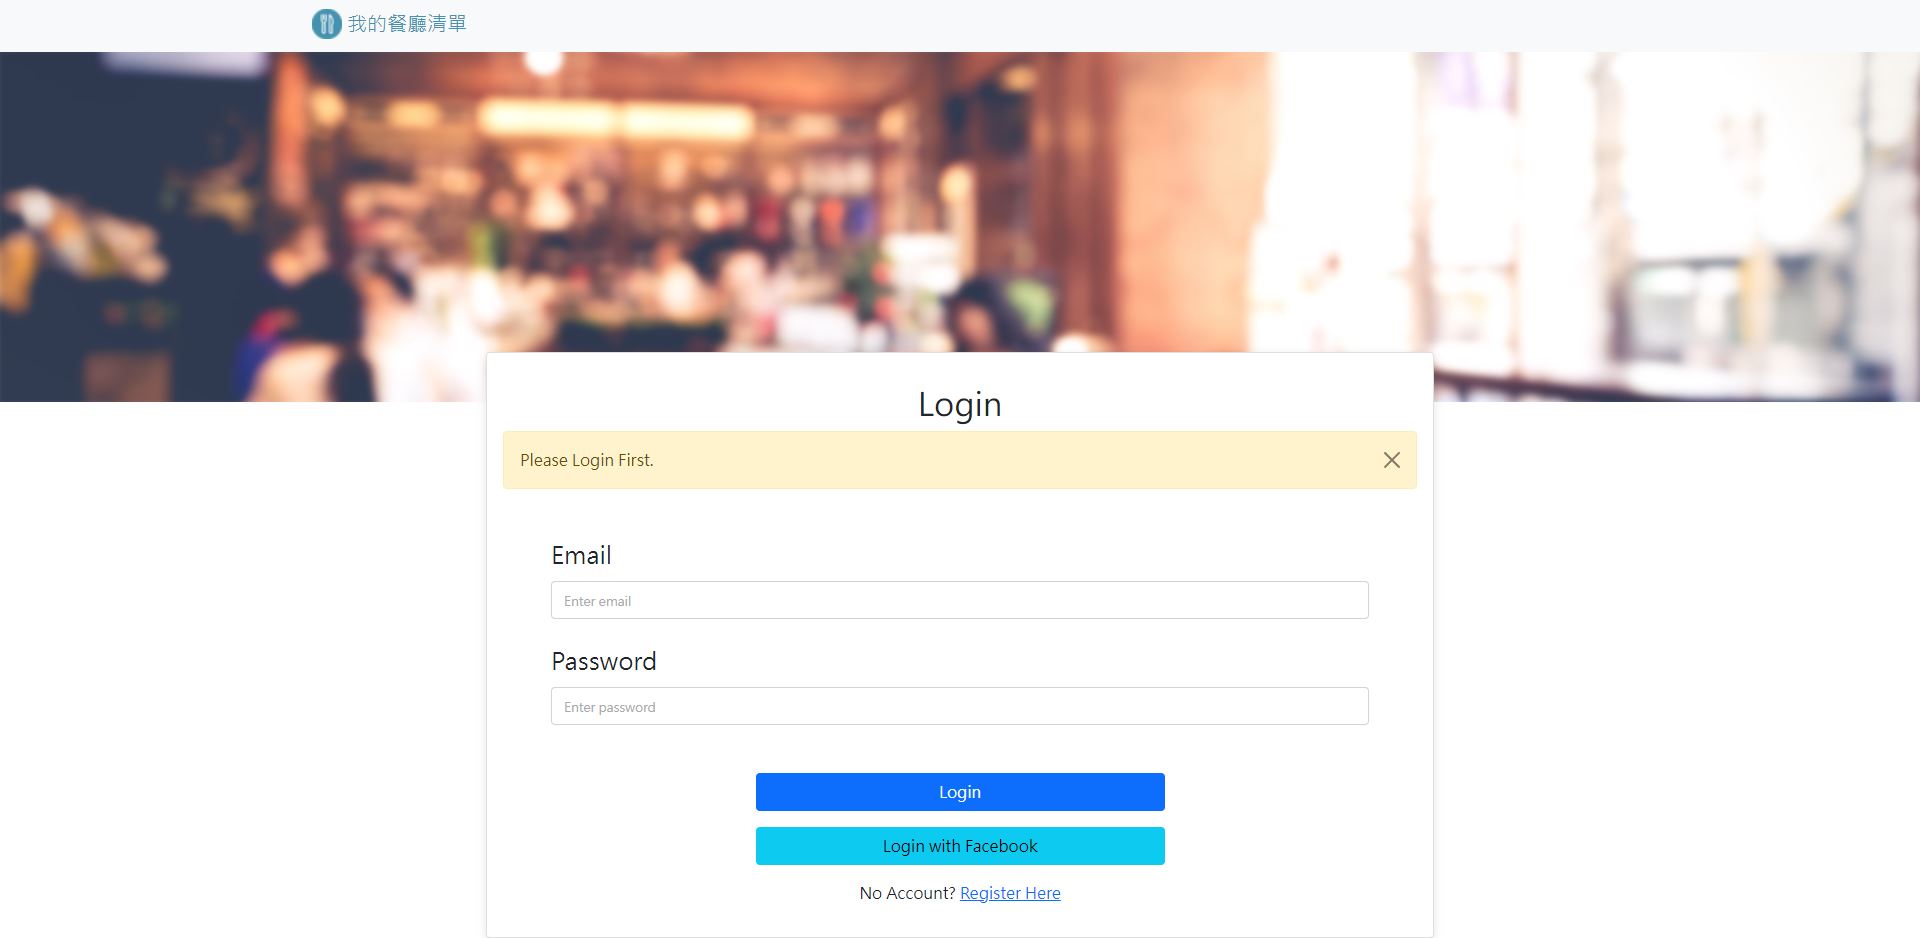 我的餐廳清單
Login
Please Login First.
Email
Enter email
Password
Enter password
Login
Login with Facebook
No Account? Register Here